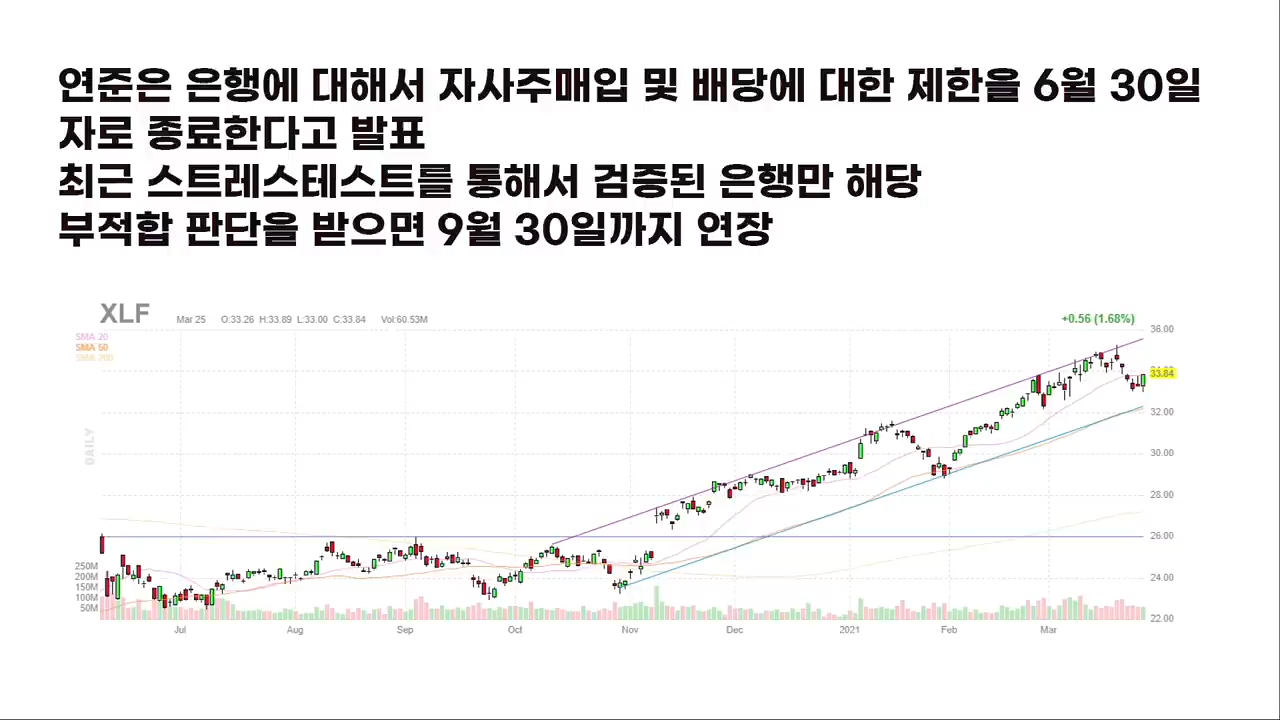 연준은 은행에 대해서 자사주매입 및 배당에 대한 제한을 6월 30일
자로 종료한다고 발표
최근 스트레스테스트를 통해서 검증된 은행만 해당
부적합 판단을 받으면 9월 30일까지 연장
XLF Mar 25 O:33.26 H:33.89 L:33.00 C:33.84 Vol:60.53M +0.56 (1.68%)
SMA 20
SMA 50
SMA 200
DAILY
36.00
33.84
32.00
30.00
28.00
26.00
24.00
22.00
250M
200M
150M
100M
50M
Jul Aug Sep Oct Nov Dec 2021 Feb Mar